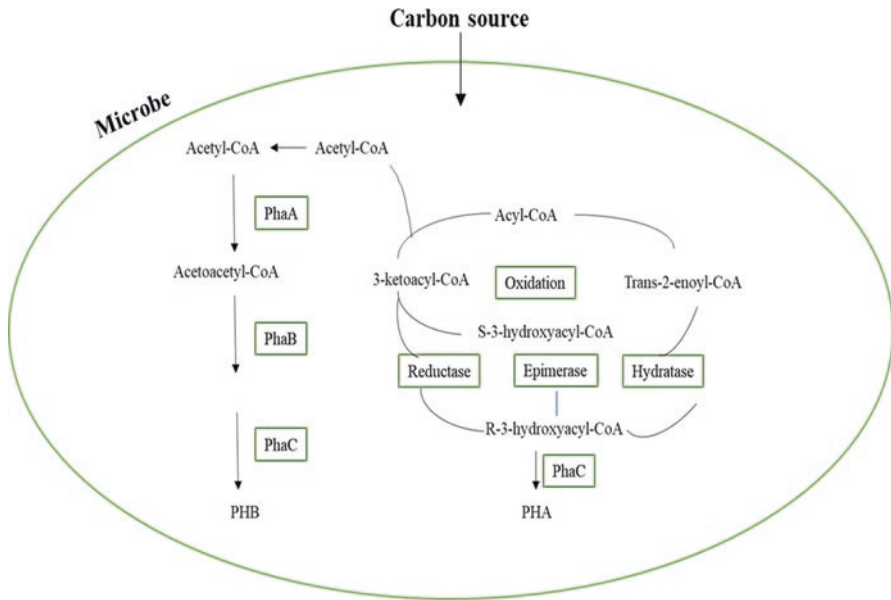 Carbon source
Microbe
Acetyl-CoA
Acetyl-CoA
PhaA
Acyl-CoA
Acetoacetyl-CoA
3-ketoacyl-CoA
Oxidation
Trans-2-enoyl-CoA
PhaB
S-3-hydroxyacyl-CoA
Reductase
Epimerase
Hydratase
PhaC
R-3-hydroxyacyl-CoA
PhaC
PHB
PHA